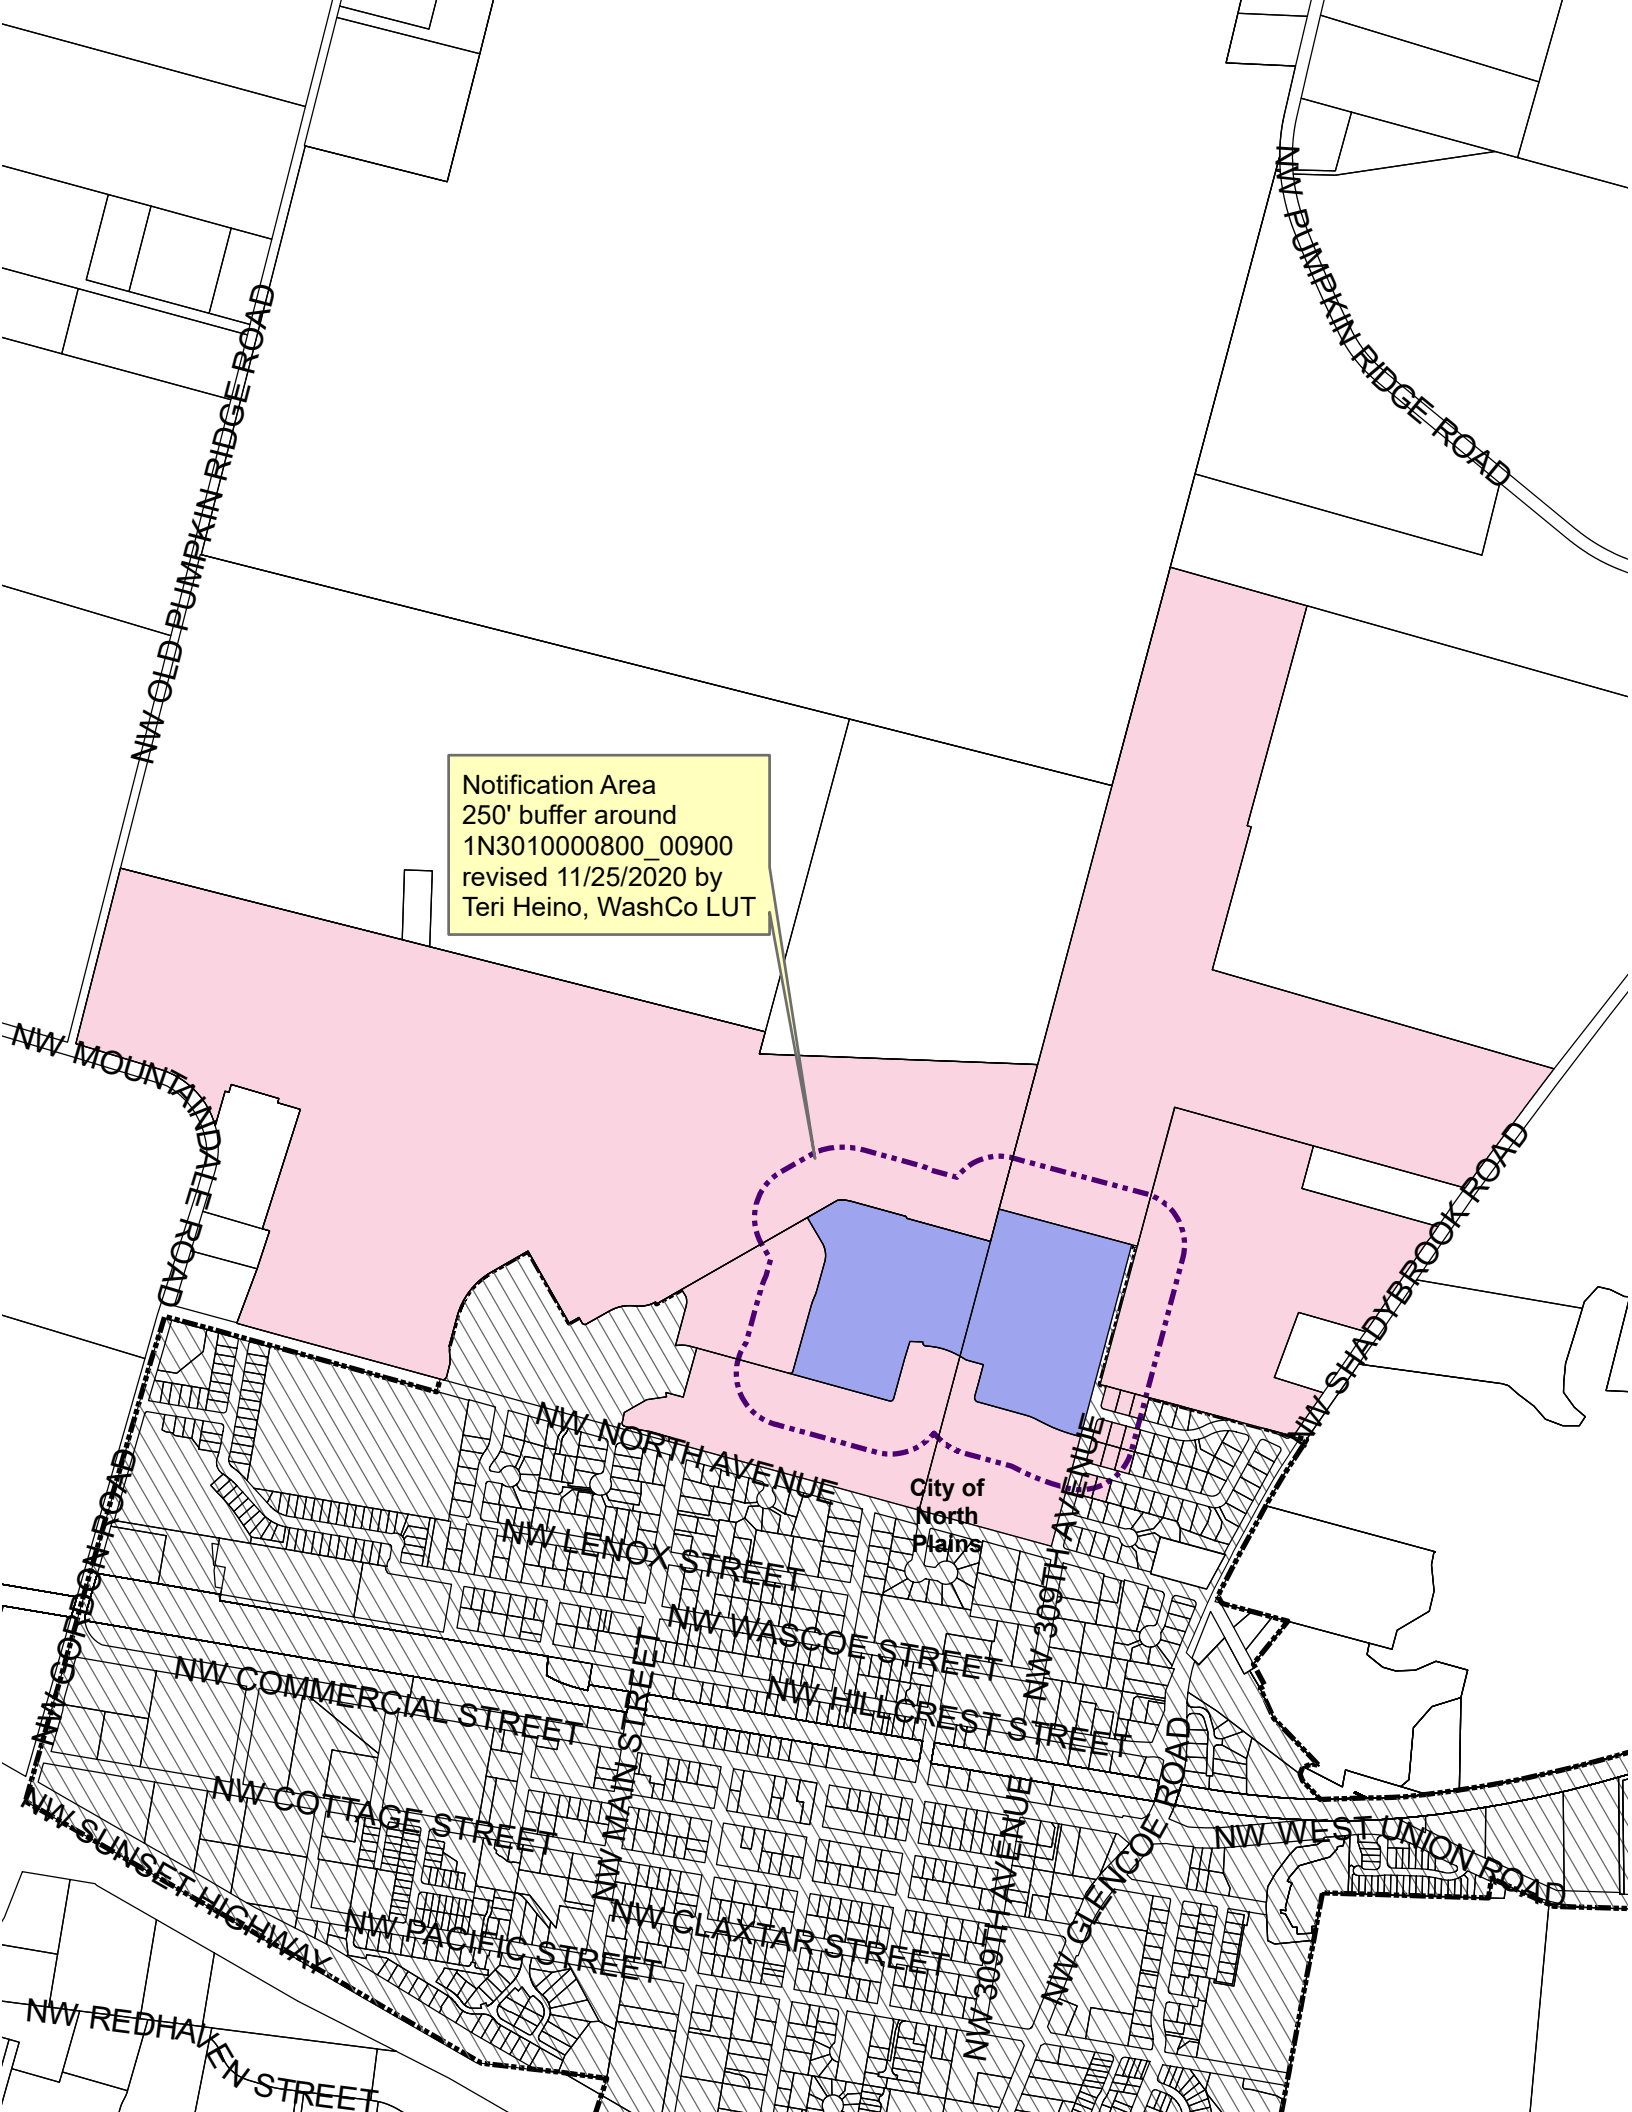 NW PUMPKIN RIDGE ROAD
NW OLD PUMPKIN RIDGE ROAD
Notification Area
250' buffer around
1N3010000800_00900
revised 11/25/2020 by
Teri Heino, WashCo LUT
NW MOUNTAINDALE ROAD
NW SHADYBROOK ROAD
NW NORTH AVENUE
City of
North
Plains
NW 309TH AVENUE
NW GORDON ROAD
NW LENOX STREET
NW WASCOE STREET
NW COMMERCIAL STREET
NW MAIN STREET
NW HILLCREST STREET
NW COTTAGE STREET
NW 309TH AVENUE
NW GLENCOE ROAD
NW WEST UNION ROAD
NW SUNSET HIGHWAY
NW PACIFIC STREET
NW CLAXTAR STREET
NW REDHAVEN STREET